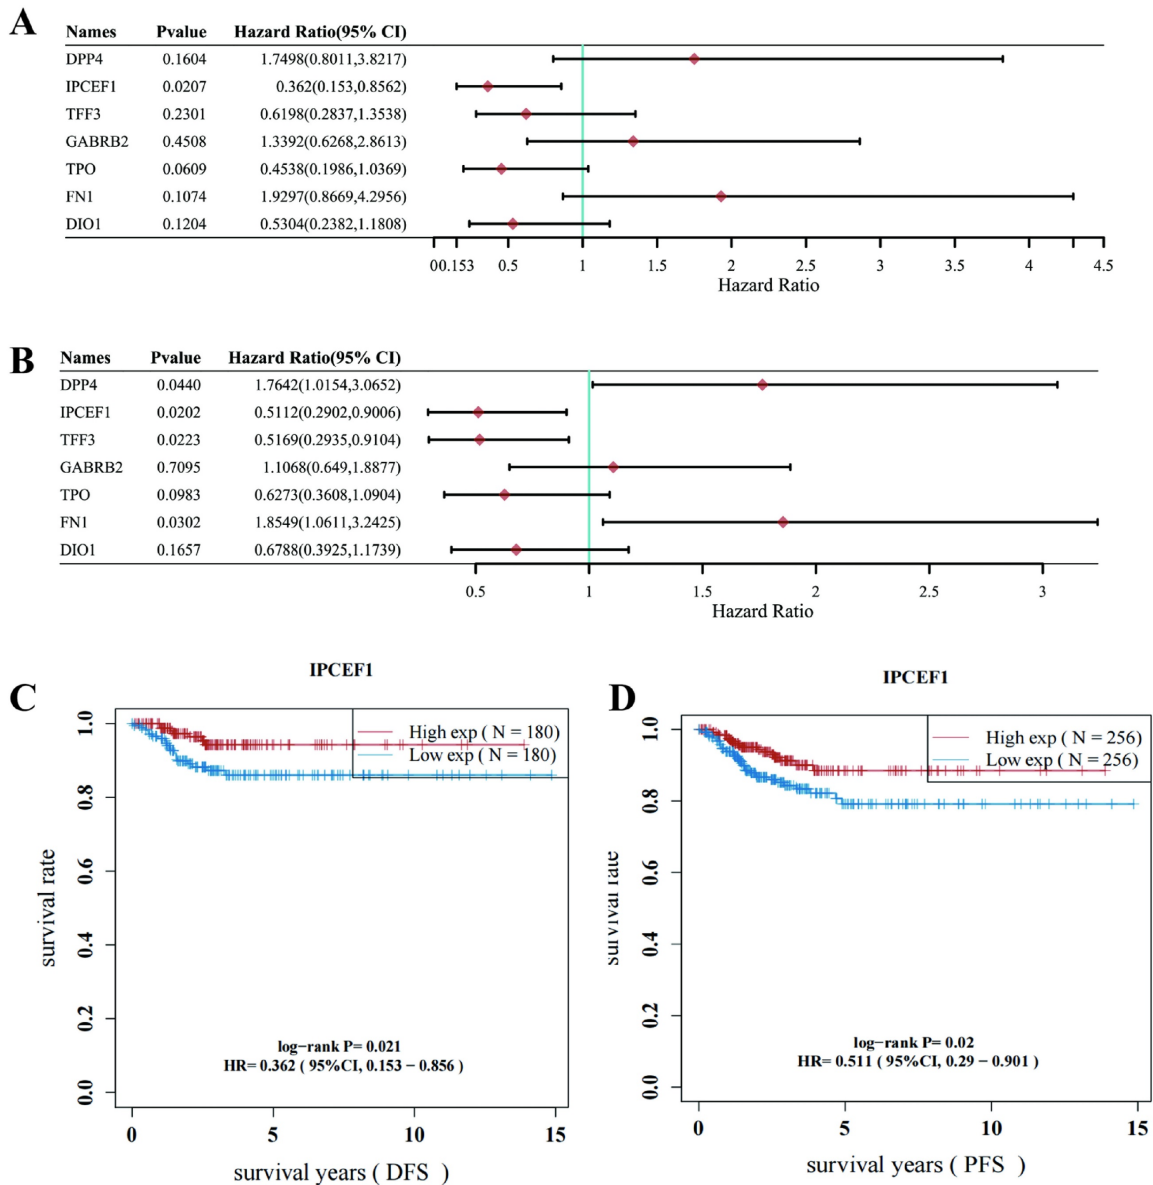 A
Names Pvalue Hazard Ratio(95% CI)
DPP4 0.1604 1.7498(0.8011,3.8217)
IPCEF1 0.0207 0.362(0.153,0.8562)
TFF3 0.2301 0.6198(0.2837,1.3538)
GABRB2 0.4508 1.3392(0.6268,2.8613)
TPO 0.0609 0.4538(0.1986,1.0369)
FN1 0.1074 1.9297(0.8669,4.2956)
DIO1 0.1204 0.5304(0.2382,1.1808)
00.153 0.5 1 1.5 2 2.5 3 3.5 4 4.5
Hazard Ratio
B
Names Pvalue Hazard Ratio(95% CI)
DPP4 0.0440 1.7642(1.0154,3.0652)
IPCEF1 0.0202 0.5112(0.2902,0.9006)
TFF3 0.0223 0.5169(0.2935,0.9104)
GABRB2 0.7095 1.1068(0.649,1.8877)
TPO 0.0983 0.6273(0.3608,1.0904)
FN1 0.0302 1.8549(1.0611,3.2425)
DIO1 0.1657 0.6788(0.3925,1.1739)
0.5 1 1.5 2 2.5 3
Hazard Ratio
C
IPCEF1
High exp ( N = 180)
Low exp ( N = 180)
1.0
0.8
0.6
0.4
0.2
0.0
survival rate
log−rank P= 0.021
HR= 0.362 ( 95%CI, 0.153 − 0.856 )
0 5 10 15
survival years ( DFS )
D
IPCEF1
High exp ( N = 256)
Low exp ( N = 256)
1.0
0.8
0.6
0.4
0.2
0.0
survival rate
log−rank P= 0.02
HR= 0.511 ( 95%CI, 0.29 − 0.901 )
0 5 10 15
survival years ( PFS )